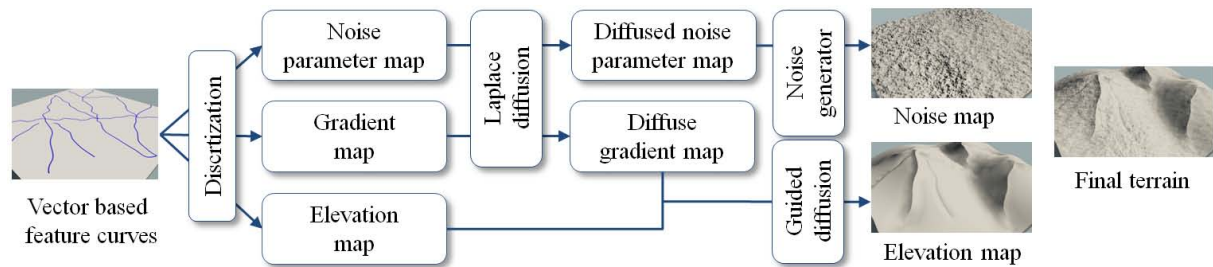 Vector based
feature curves
Discrtization
Noise
parameter map
Gradient
map
Elevation
map
Laplace
diffusion
Diffused noise
parameter map
Diffuse
gradient map
Noise
generator
Guided
diffusion
Noise map
Elevation map
Final terrain